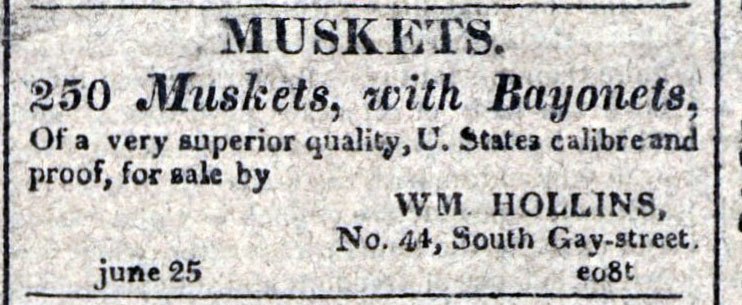 MUSKETS.
250 Muskets, with Bayonets,
Of a very superior quality, U. States calibre and
proof, for sale by
WM. HOLLINS,
No. 44, South Gay-street.
june 25 eo8t